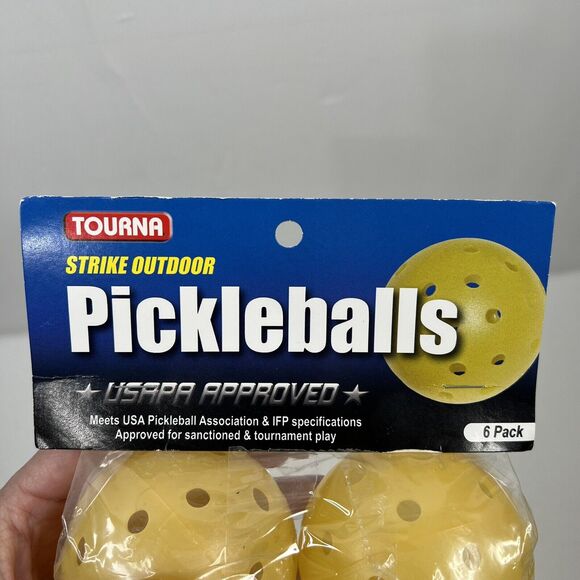 TOURNA
STRIKE OUTDOOR
Pickleballs
USAPA APPROVED
Meets USA Pickleball Association & IFP specifications
Approved for sanctioned & tournament play
6 Pack